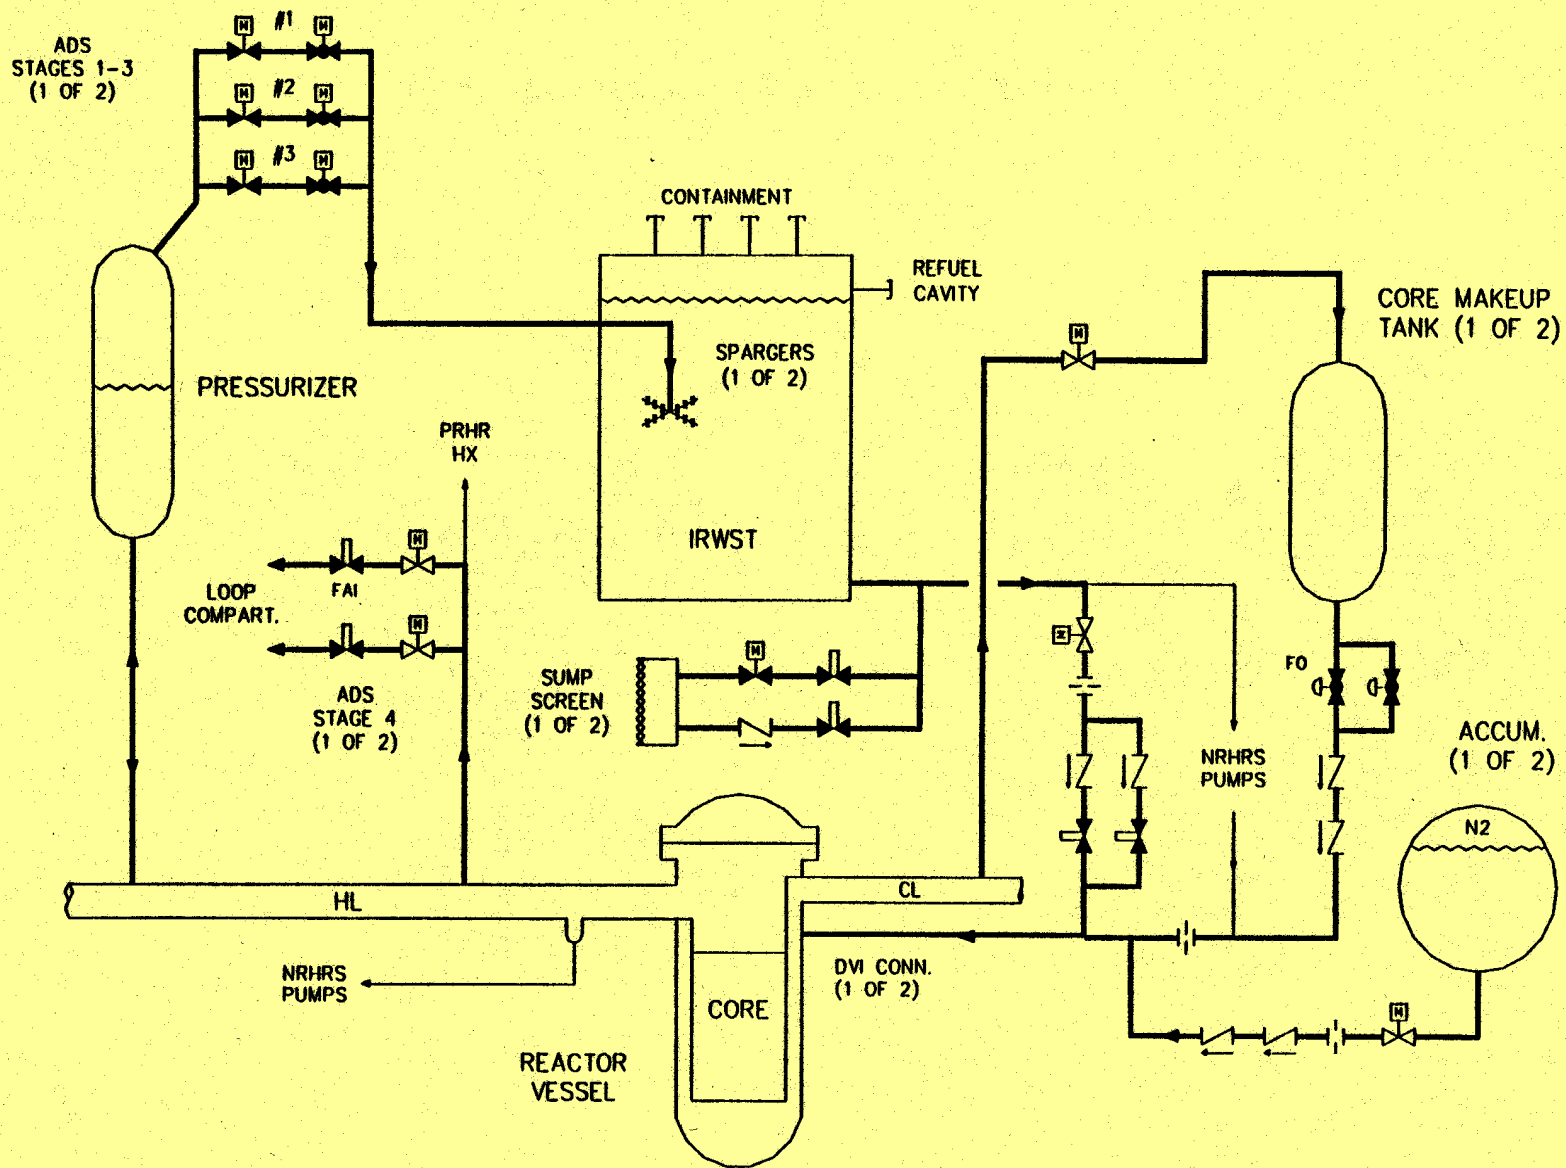 #1
ADS
STAGES 1-3
(1 OF 2)
M
M
#2
M
M
#3
M
M
CONTAINMENT
REFUEL
CAVITY
CORE MAKEUP
TANK (1 OF 2)
M
SPARGERS
(1 OF 2)
PRESSURIZER
PRHR
HX
IRWST
M
FAI
LOOP
COMPART.
M
ADS
STAGE 4
(1 OF 2)
SUMP
SCREEN
(1 OF 2)
M
M
FO
ACCUM.
(1 OF 2)
NRHRS
PUMPS
N2
HL
CL
NRHRS
PUMPS
DVI CONN.
(1 OF 2)
CORE
M
REACTOR
VESSEL